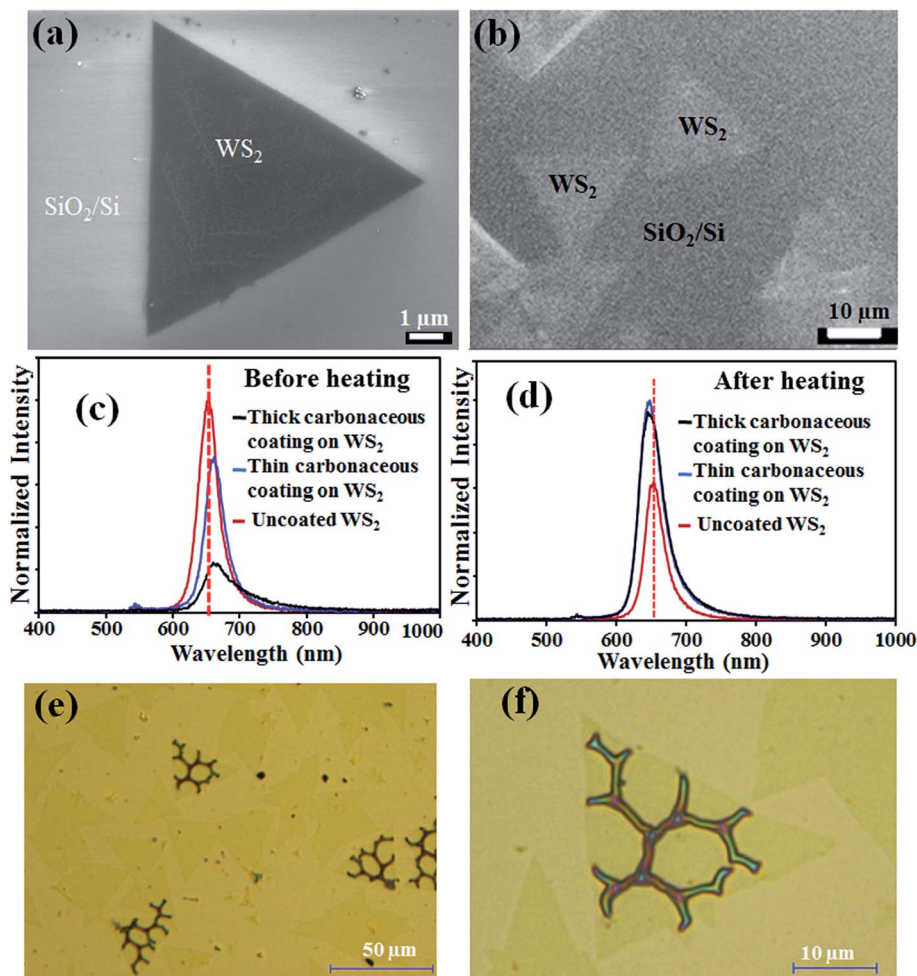 (a)
WS2
SiO2/Si
1 μm
(b)
WS2
WS2
SiO2/Si
10 μm
(c)
Before heating
Thick carbonaceous
coating on WS2
Thin carbonaceous
coating on WS2
Uncoated WS2
Normalized Intensity
400 500 600 700 800 900 1000
Wavelength (nm)
(d)
After heating
Thick carbonaceous
coating on WS2
Thin carbonaceous
coating on WS2
Uncoated WS2
Normalized Intensity
400 500 600 700 800 900 1000
Wavelength (nm)
(e)
50 μm
(f)
10 μm